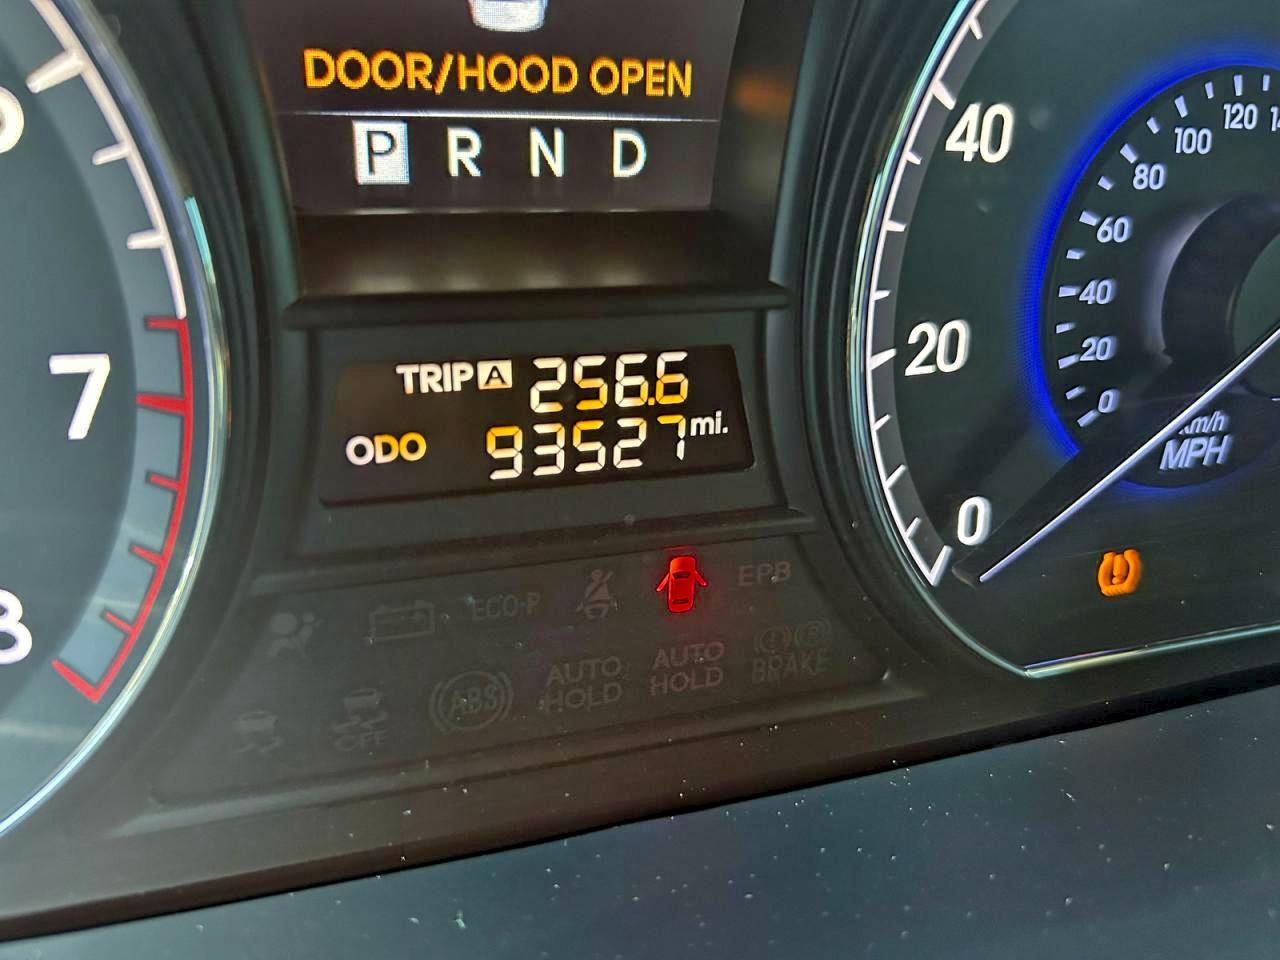 DOOR/HOOD OPEN
P R N D
TRIP A 256.6
ODO 93527 mi.
7
8
40
20
0
120
100
80
60
40
20
0
km/h
MPH
ECO-P
EPB
OFF
ABS
AUTO HOLD
AUTO HOLD
BRAKE